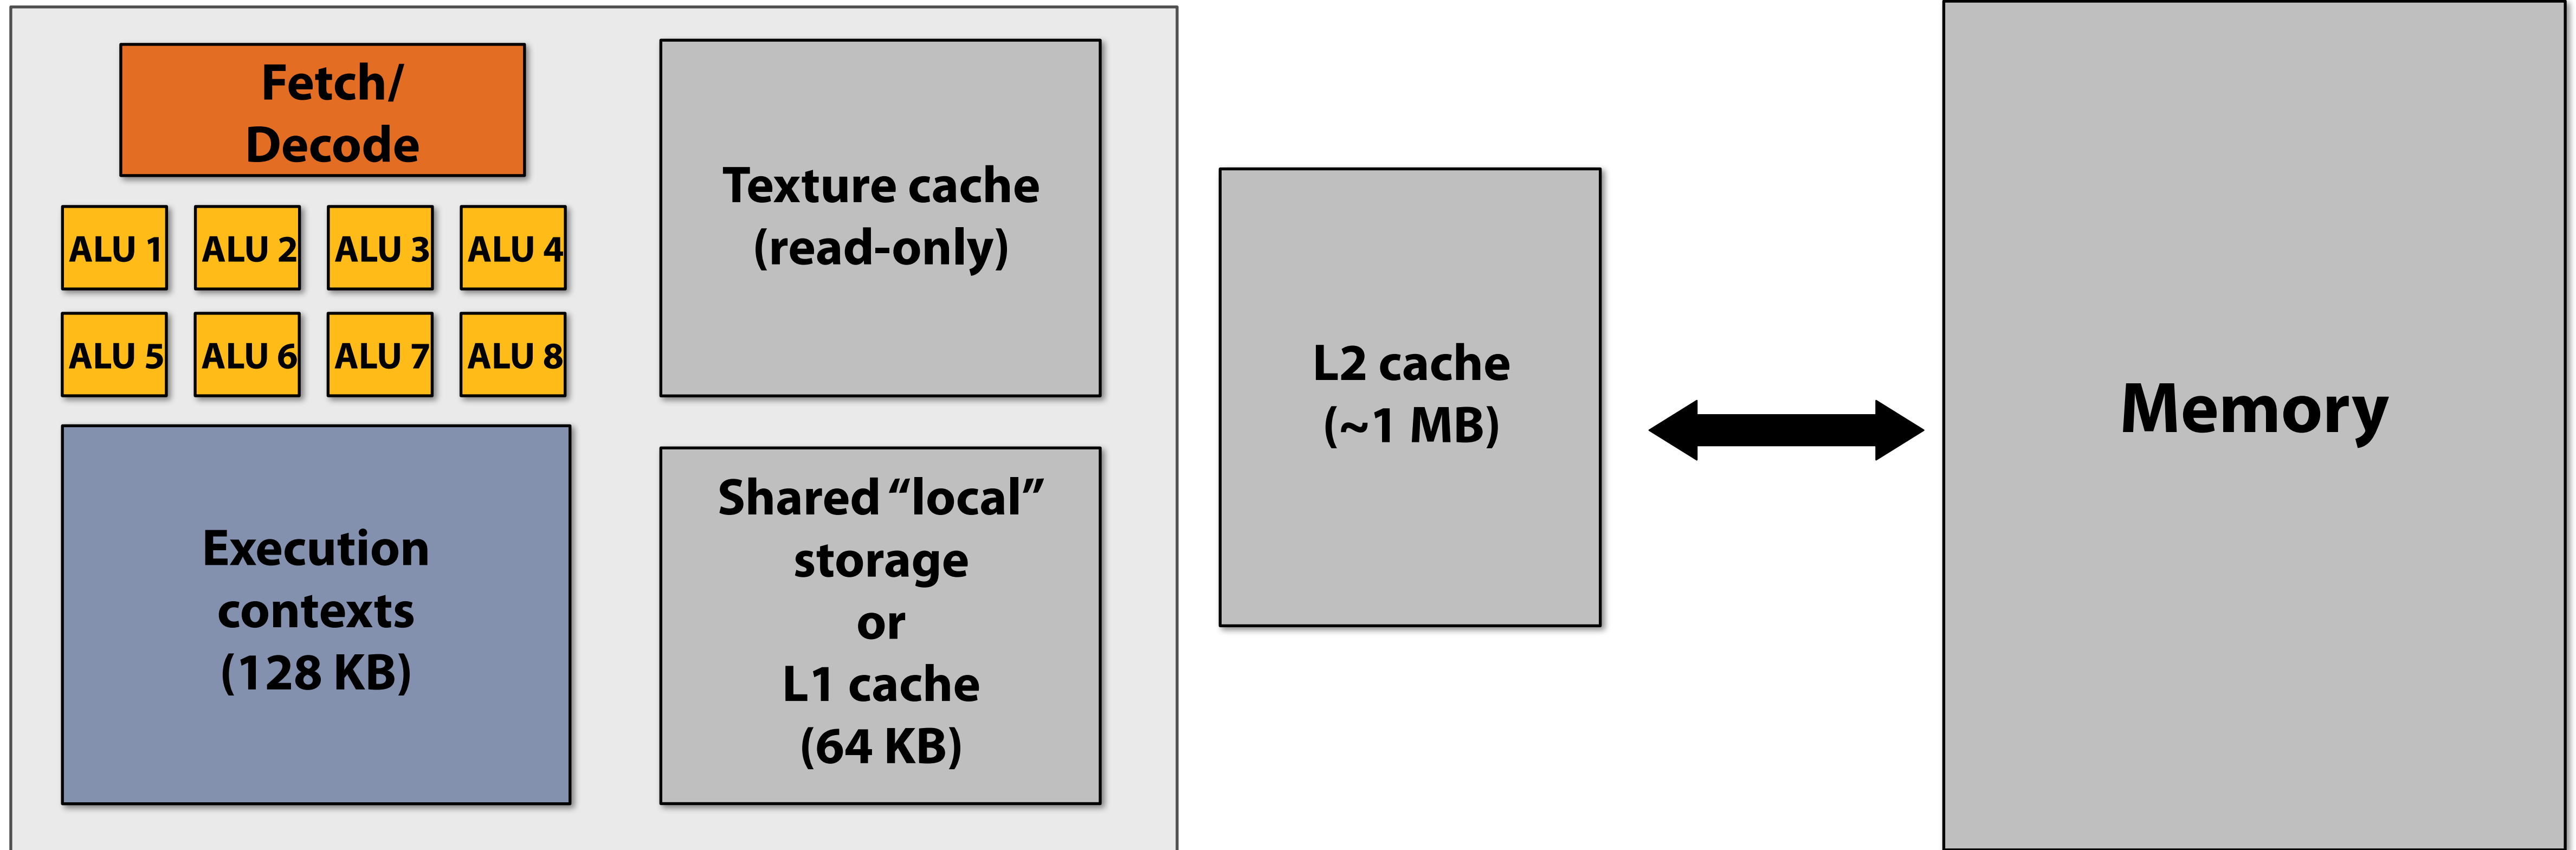 Fetch/
Decode
ALU 1
ALU 2
ALU 3
ALU 4
ALU 5
ALU 6
ALU 7
ALU 8
Execution
contexts
(128 KB)
Texture cache
(read-only)
Shared “local”
storage
or
L1 cache
(64 KB)
L2 cache
(~1 MB)
Memory